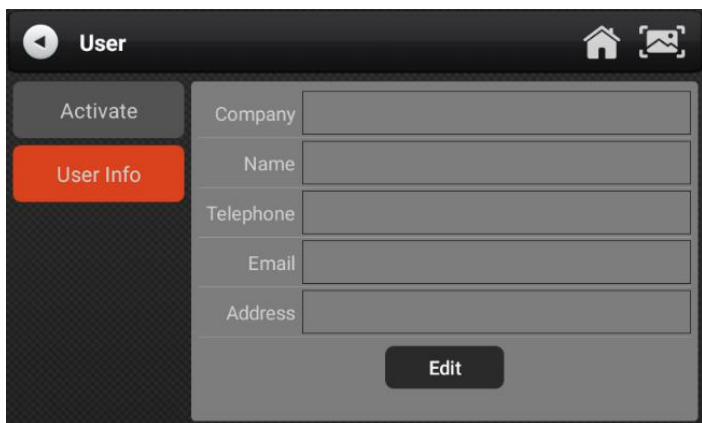 User
Activate
User Info
Company
Name
Telephone
Email
Address
Edit